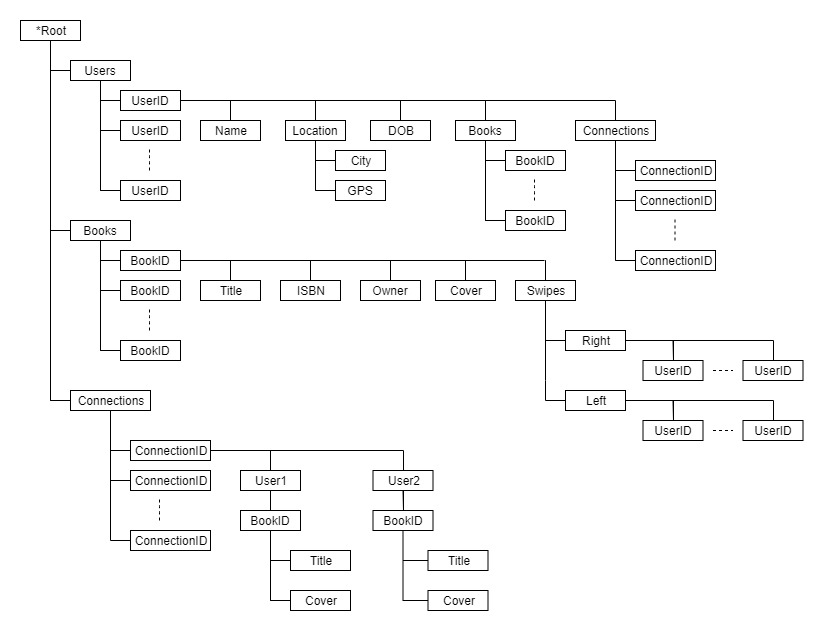 *Root
Users
UserID
UserID
Name
Location
DOB
Books
Connections
City
BookID
ConnectionID
UserID
GPS
ConnectionID
BookID
Books
BookID
ConnectionID
BookID
Title
ISBN
Owner
Cover
Swipes
Right
BookID
UserID
UserID
Connections
Left
UserID
UserID
ConnectionID
ConnectionID
User1
User2
BookID
BookID
ConnectionID
Title
Title
Cover
Cover